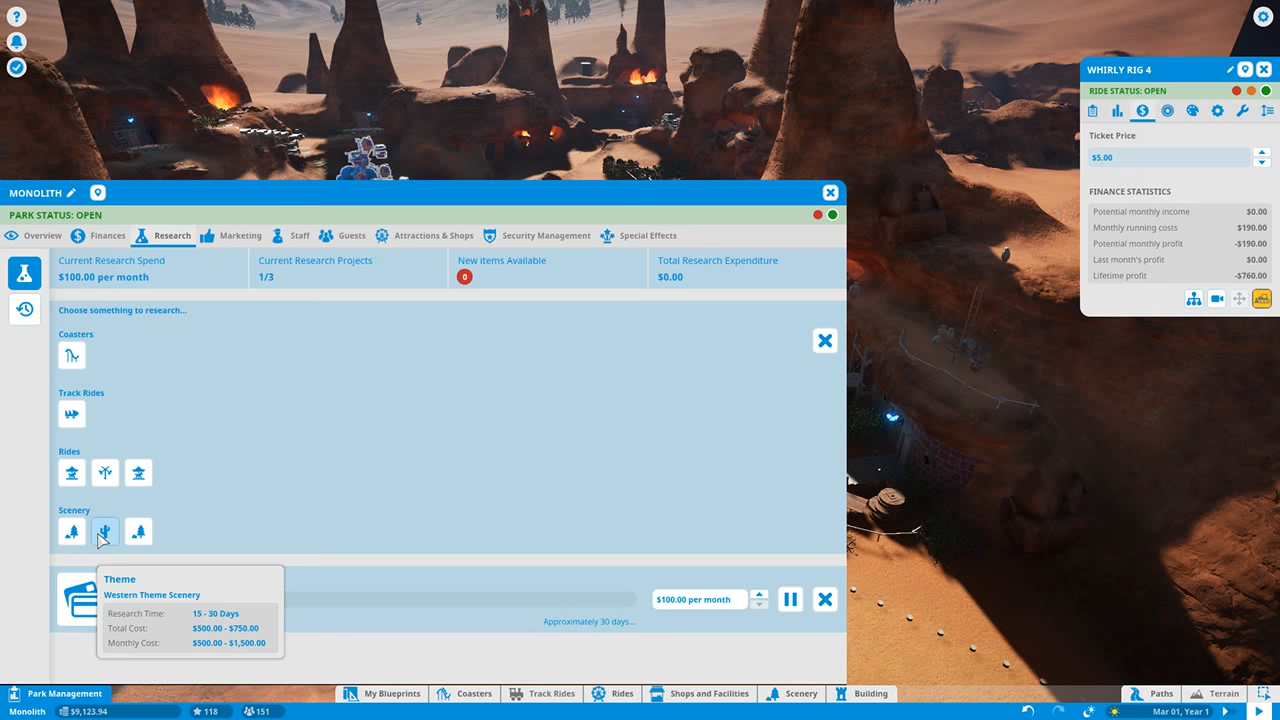 WHIRLY RIG 4
RIDE STATUS: OPEN
Ticket Price
$5.00
FINANCE STATISTICS
Potential monthly income $0.00
Monthly running costs $190.00
Potential monthly profit -$190.00
Last month's profit $0.00
Lifetime profit -$760.00
MONOLITH
PARK STATUS: OPEN
Overview Finances Research Marketing Staff Guests Attractions & Shops Security Management Special Effects
Current Research Spend Current Research Projects New items Available Total Research Expenditure
$100.00 per month 1/3 0 $0.00
Choose something to research...
Coasters
Track Rides
Rides
Scenery
Theme
Western Theme Scenery
Research Time: 15 - 30 Days
Total Cost: $500.00 - $750.00
Monthly Cost: $500.00 - $1,500.00
$100.00 per month
Approximately 30 days...
Park Management My Blueprints Coasters Track Rides Rides Shops and Facilities Scenery Building Paths Terrain
Monolith $9,123.94 118 151 Mar 01, Year 1